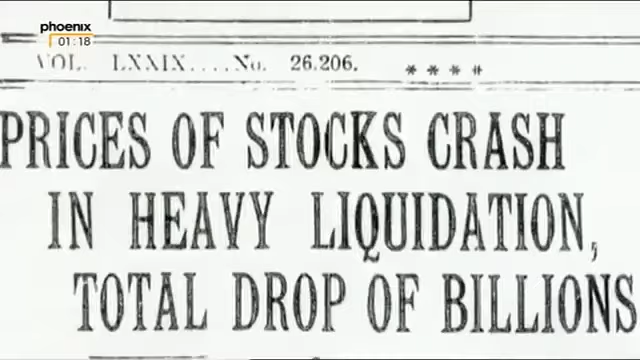 phoenix
01:18
VOL. LXXIX....No. 26.206. ****
PRICES OF STOCKS CRASH
IN HEAVY LIQUIDATION,
TOTAL DROP OF BILLIONS